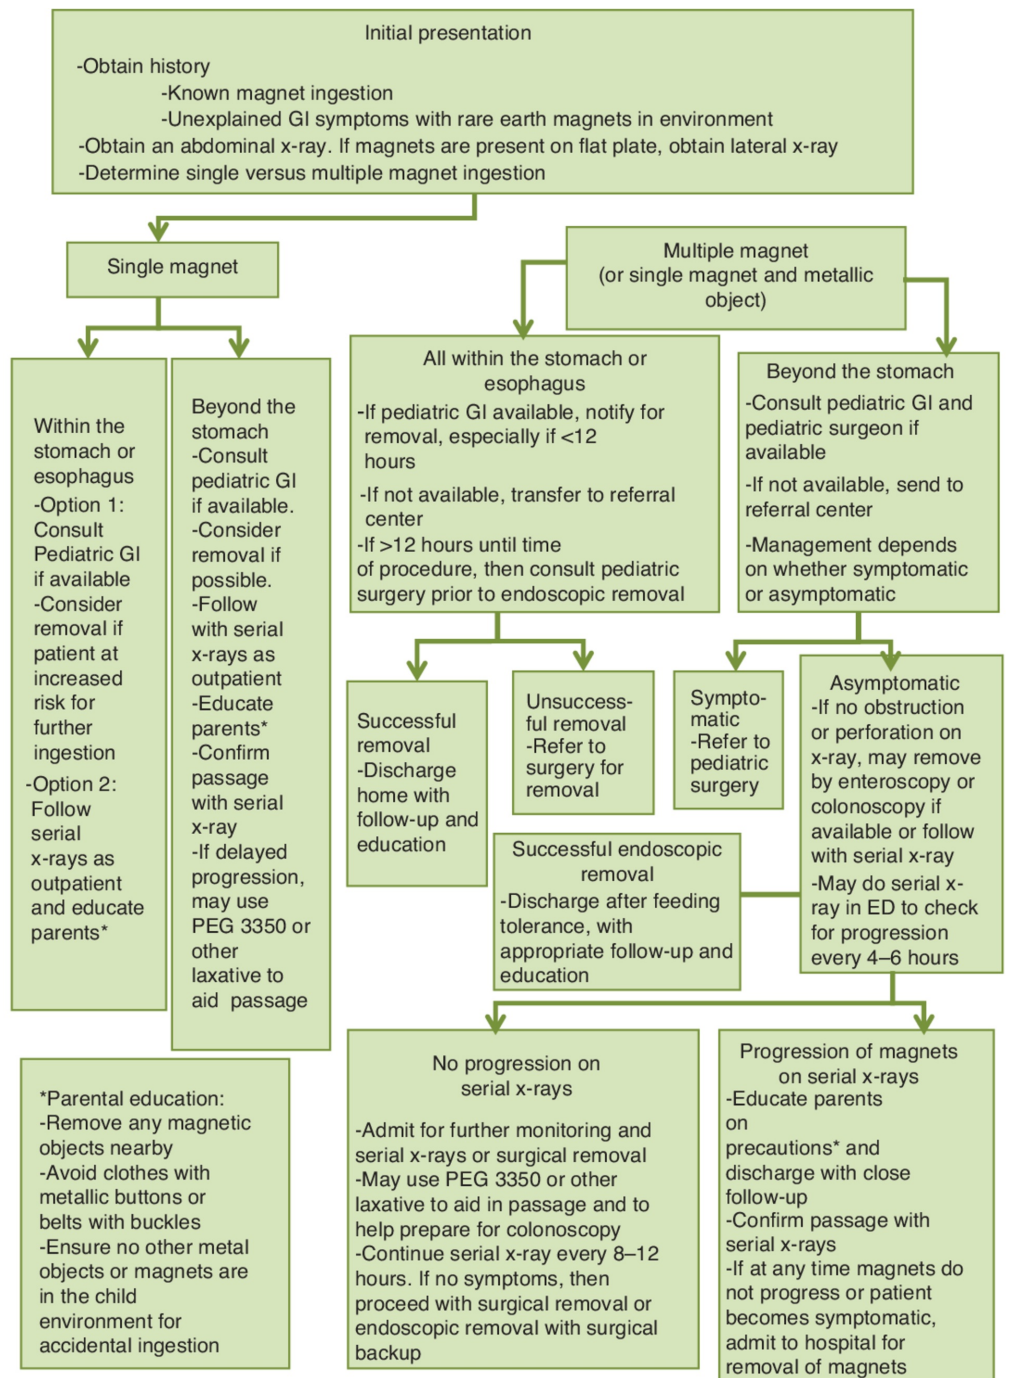 Initial presentation
-Obtain history
-Known magnet ingestion
-Unexplained GI symptoms with rare earth magnets in environment
-Obtain an abdominal x-ray. If magnets are present on flat plate, obtain lateral x-ray
-Determine single versus multiple magnet ingestion
Single magnet
Multiple magnet
(or single magnet and metallic
object)
Within the
stomach or
esophagus
-Option 1:
Consult
Pediatric GI
if available
-Consider
removal if
patient at
increased
risk for
further
ingestion
-Option 2:
Follow
serial
x-rays as
outpatient
and educate
parents*
Beyond the
stomach
-Consult
pediatric GI
if available.
-Consider
removal if
possible.
-Follow
with serial
x-rays as
outpatient
-Educate
parents*
-Confirm
passage
with serial
x-ray
-If delayed
progression,
may use
PEG 3350 or
other
laxative to
aid passage
All within the stomach or
esophagus
-If pediatric GI available, notify for
removal, especially if <12
hours
-If not available, transfer to referral
center
-If >12 hours until time
of procedure, then consult pediatric
surgery prior to endoscopic removal
Beyond the stomach
-Consult pediatric GI and
pediatric surgeon if
available
-If not available, send to
referral center
-Management depends
on whether symptomatic
or asymptomatic
Successful
removal
-Discharge
home with
follow-up and
education
Unsuccess-
ful removal
-Refer to
surgery for
removal
Sympto-
matic
-Refer to
pediatric
surgery
Asymptomatic
-If no obstruction
or perforation on
x-ray, may remove
by enteroscopy or
colonoscopy if
available or follow
with serial x-ray
-May do serial x-
ray in ED to check
for progression
every 4–6 hours
Successful endoscopic
removal
-Discharge after feeding
tolerance, with
appropriate follow-up and
education
No progression on
serial x-rays
-Admit for further monitoring and
serial x-rays or surgical removal
-May use PEG 3350 or other
laxative to aid in passage and to
help prepare for colonoscopy
-Continue serial x-ray every 8–12
hours. If no symptoms, then
proceed with surgical removal or
endoscopic removal with surgical
backup
Progression of magnets
on serial x-rays
-Educate parents
on
precautions* and
discharge with close
follow-up
-Confirm passage with
serial x-rays
-If at any time magnets do
not progress or patient
becomes symptomatic,
admit to hospital for
removal of magnets
*Parental education:
-Remove any magnetic
objects nearby
-Avoid clothes with
metallic buttons or
belts with buckles
-Ensure no other metal
objects or magnets are
in the child
environment for
accidental ingestion